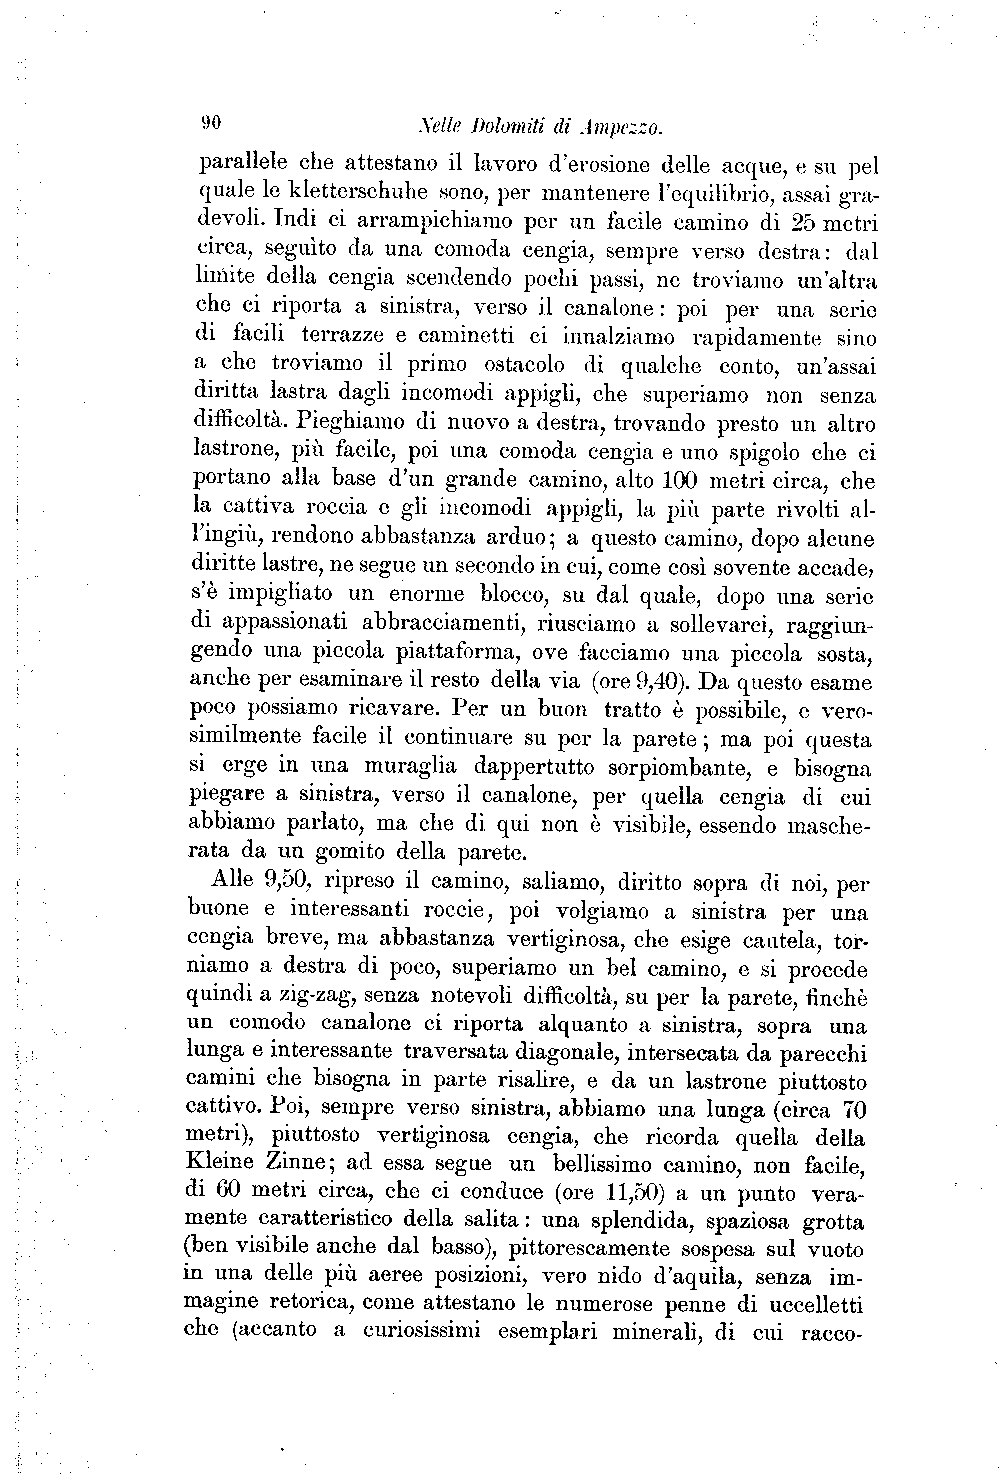 90 Nelle Dolomiti di Ampezzo.
parallele che attestano il lavoro d'erosione delle acque, e su pel
quale le kletterschuhe sono, per mantenere l'equilibrio, assai gra-
devoli. Indi ci arrampichiamo per un facile camino di 25 metri
circa, seguìto da una comoda cengia, sempre verso destra: dal
limite della cengia scendendo pochi passi, ne troviamo un'altra
che ci riporta a sinistra, verso il canalone: poi per una serie
di facili terrazze e caminetti ci innalziamo rapidamente sino
a che troviamo il primo ostacolo di qualche conto, un'assai
diritta lastra dagli incomodi appigli, che superiamo non senza
difficoltà. Pieghiamo di nuovo a destra, trovando presto un altro
lastrone, più facile, poi una comoda cengia e uno spigolo che ci
portano alla base d'un grande camino, alto 100 metri circa, che
la cattiva roccia e gli incomodi appigli, la più parte rivolti al-
l'ingiù, rendono abbastanza arduo; a questo camino, dopo alcune
diritte lastre, ne segue un secondo in cui, come così sovente accade,
s'è impigliato un enorme blocco, su dal quale, dopo una serie
di appassionati abbracciamenti, riusciamo a sollevarci, raggiun-
gendo una piccola piattaforma, ove facciamo una piccola sosta,
anche per esaminare il resto della via (ore 9,40). Da questo esame
poco possiamo ricavare. Per un buon tratto è possibile, e vero-
similmente facile il continuare su per la parete; ma poi questa
si erge in una muraglia dappertutto sorpiombante, e bisogna
piegare a sinistra, verso il canalone, per quella cengia di cui
abbiamo parlato, ma che di qui non è visibile, essendo masche-
rata da un gomito della parete.
Alle 9,50, ripreso il camino, saliamo, diritto sopra di noi, per
buone e interessanti roccie, poi volgiamo a sinistra per una
cengia breve, ma abbastanza vertiginosa, che esige cautela, tor-
niamo a destra di poco, superiamo un bel camino, e si procede
quindi a zig-zag, senza notevoli difficoltà, su per la parete, finchè
un comodo canalone ci riporta alquanto a sinistra, sopra una
lunga e interessante traversata diagonale, intersecata da parecchi
camini che bisogna in parte risalire, e da un lastrone piuttosto
cattivo. Poi, sempre verso sinistra, abbiamo una lunga (circa 70
metri), piuttosto vertiginosa cengia, che ricorda quella della
Kleine Zinne; ad essa segue un bellissimo camino, non facile,
di 60 metri circa, che ci conduce (ore 11,50) a un punto vera-
mente caratteristico della salita: una splendida, spaziosa grotta
(ben visibile anche dal basso), pittorescamente sospesa sul vuoto
in una delle più aeree posizioni, vero nido d'aquila, senza im-
magine retorica, come attestano le numerose penne di uccelletti
che (accanto a curiosissimi esemplari minerali, di cui racco-